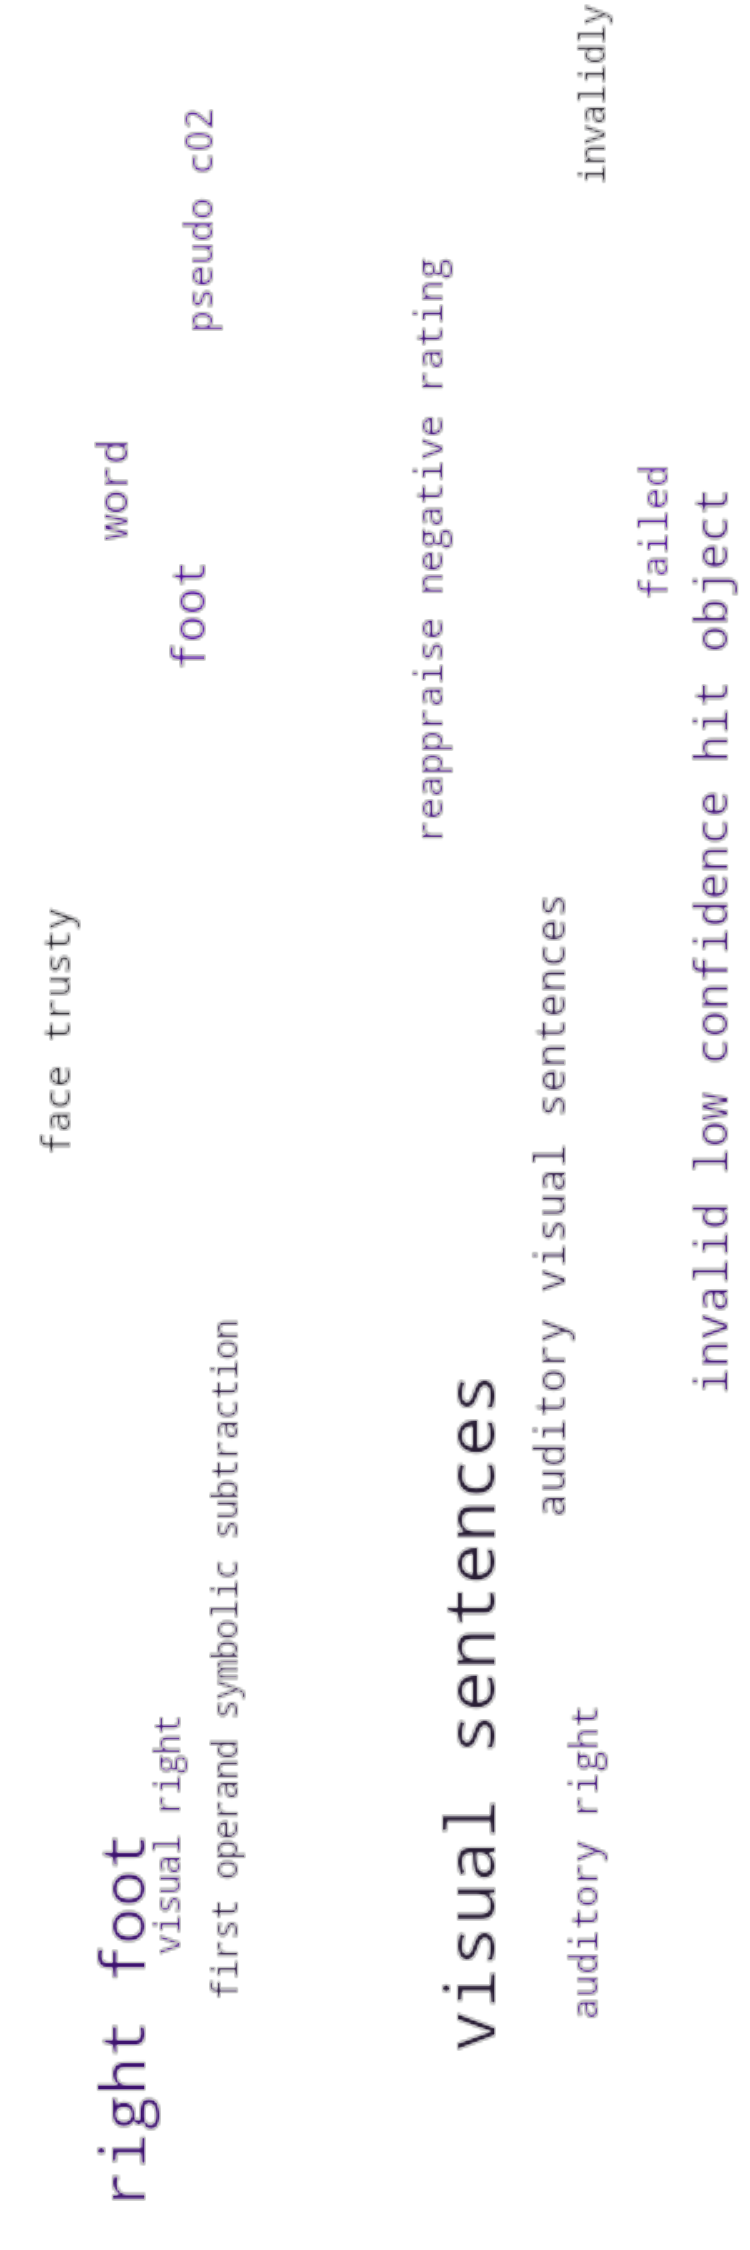 face trusty
right foot
word
visual right
foot
pseudo c02
first operand symbolic subtraction
reappraise negative rating
visual sentences
auditory visual sentences
auditory right
invalidly
failed
invalid low confidence hit object